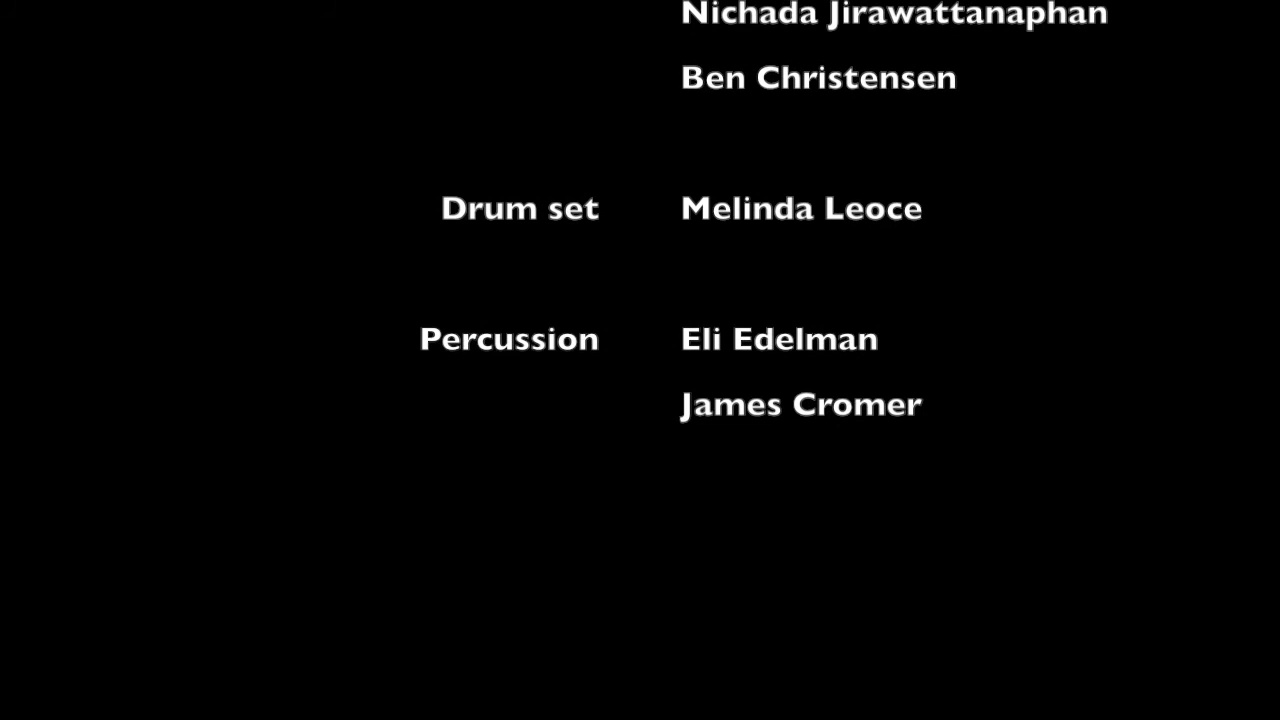 Nichada Jirawattanaphan
Ben Christensen
Drum set Melinda Leoce
Percussion Eli Edelman
James Cromer